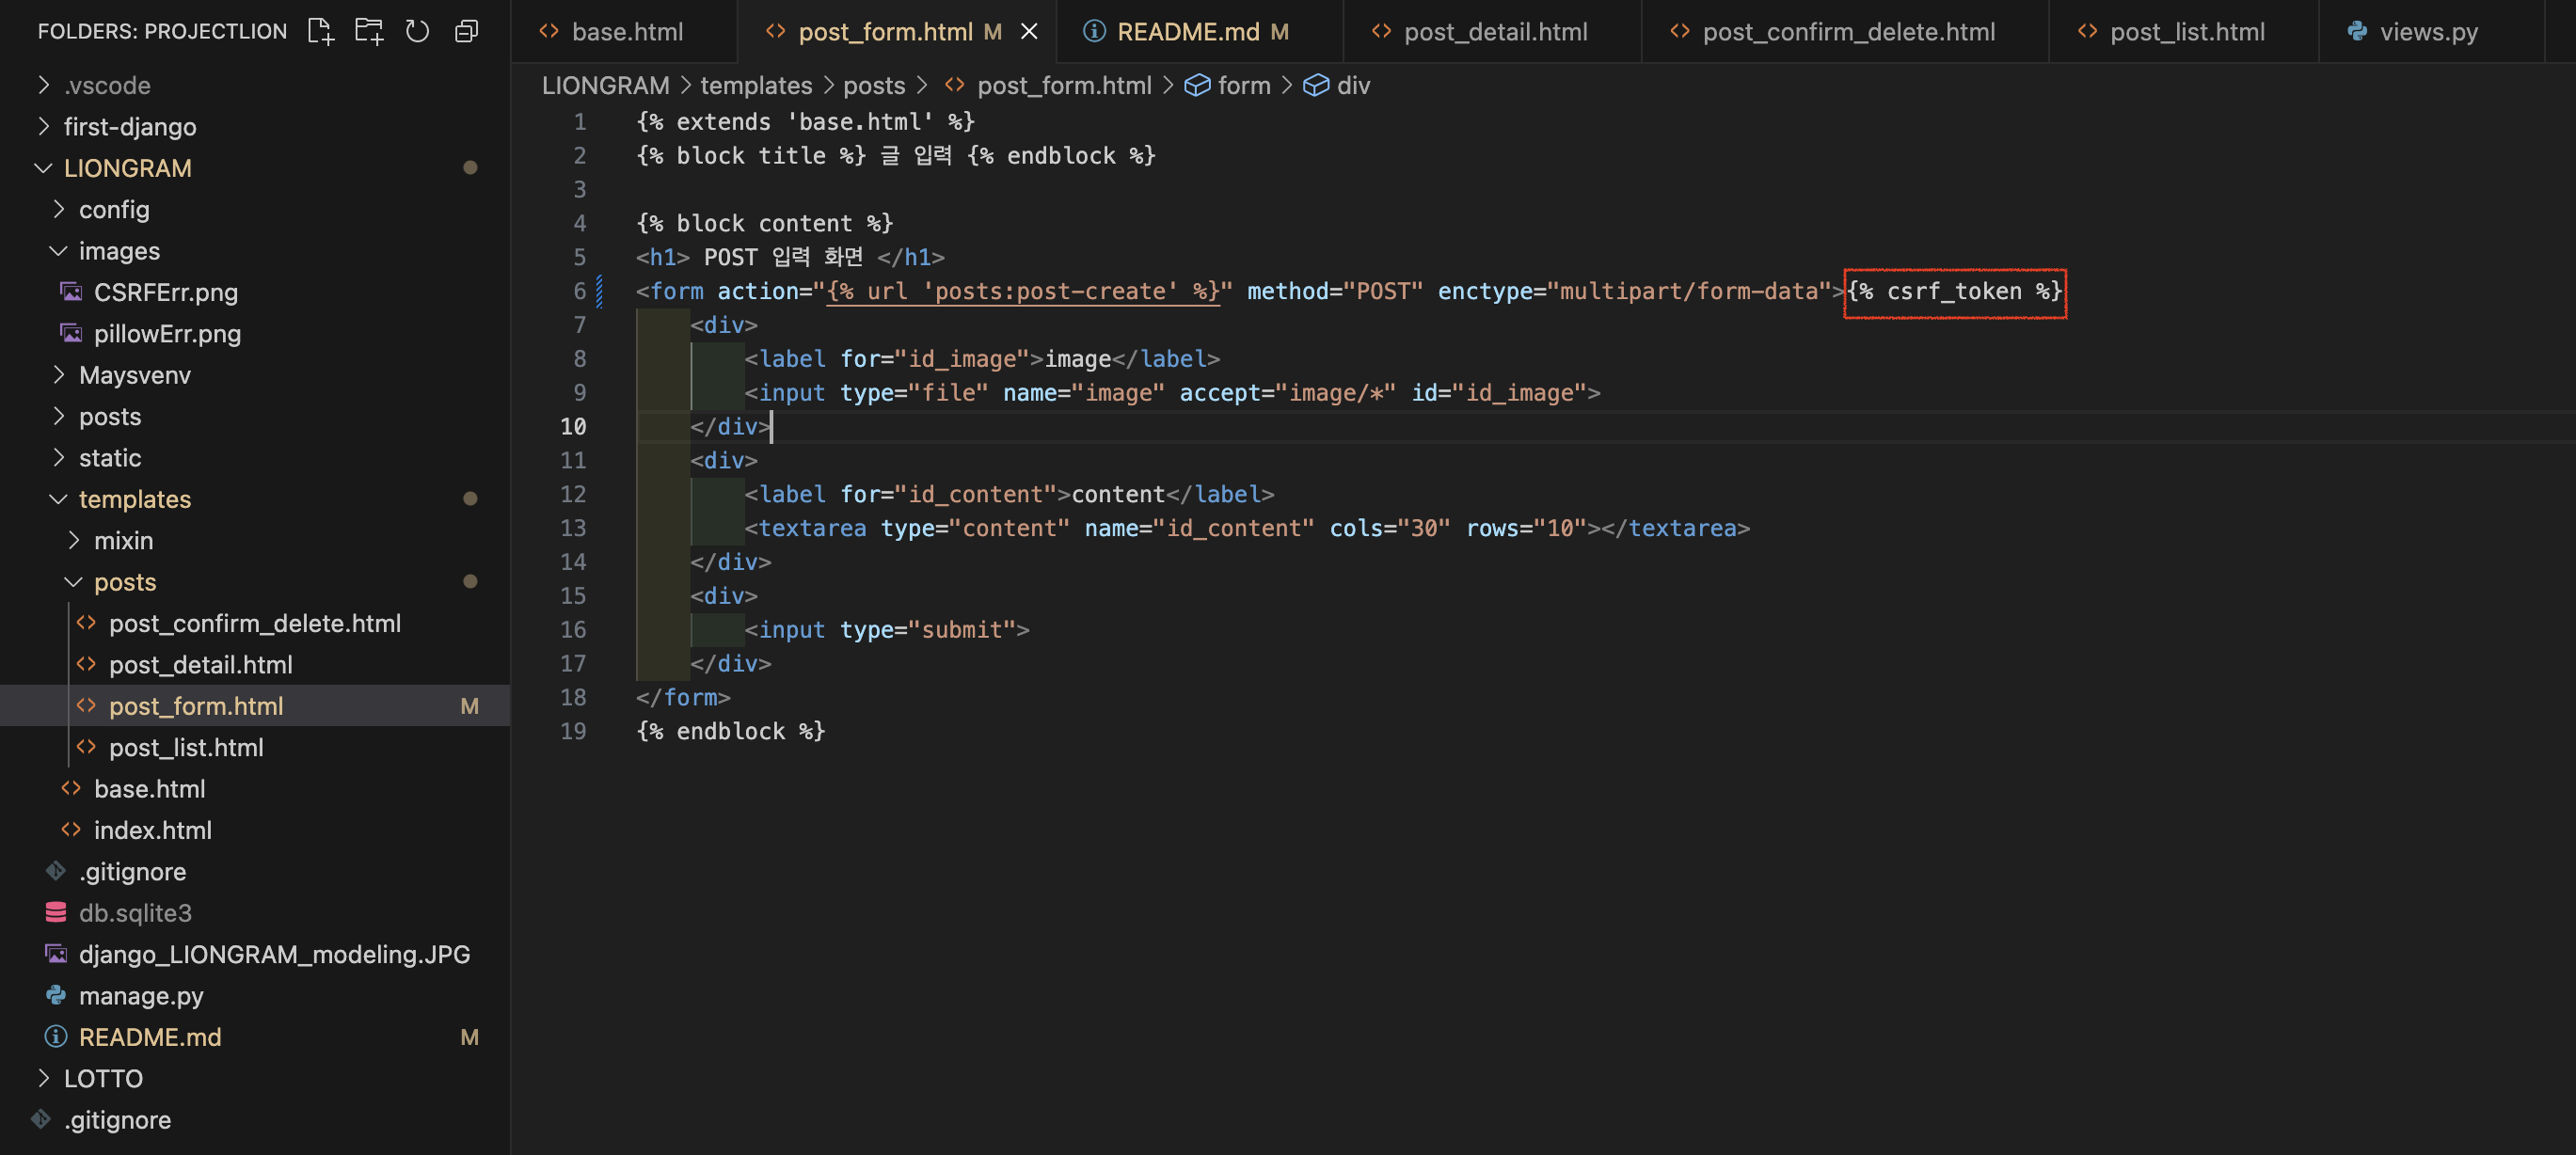 FOLDERS: PROJECTLION
.vscode
first-django
LIONGRAM
config
images
CSRFErr.png
pillowErr.png
Maysvenv
posts
static
templates
mixin
posts
post_confirm_delete.html
post_detail.html
post_form.html M
post_list.html
base.html
index.html
.gitignore
db.sqlite3
django_LIONGRAM_modeling.JPG
manage.py
README.md M
LOTTO
.gitignore
base.html post_form.html M README.md M post_detail.html post_confirm_delete.html post_list.html views.py
LIONGRAM > templates > posts > post_form.html > form > div
1 {% extends 'base.html' %}
2 {% block title %} 글 입력 {% endblock %}
3
4 {% block content %}
5 <h1> POST 입력 화면 </h1>
6 <form action="{% url 'posts:post-create' %}" method="POST" enctype="multipart/form-data">{% csrf_token %}
7 <div>
8 <label for="id_image">image</label>
9 <input type="file" name="image" accept="image/*" id="id_image">
10 </div>
11 <div>
12 <label for="id_content">content</label>
13 <textarea type="content" name="id_content" cols="30" rows="10"></textarea>
14 </div>
15 <div>
16 <input type="submit">
17 </div>
18 </form>
19 {% endblock %}